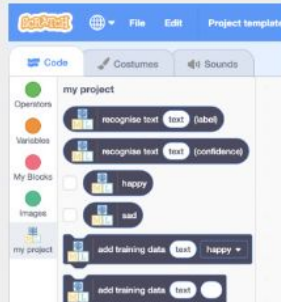 SCRATCH File Edit Project template
Code Costumes Sounds
my project
Operators
recognise text text (label)
Variables
recognise text text (confidence)
My Blocks
happy
Images
sad
my project
add training data text happy
add training data text